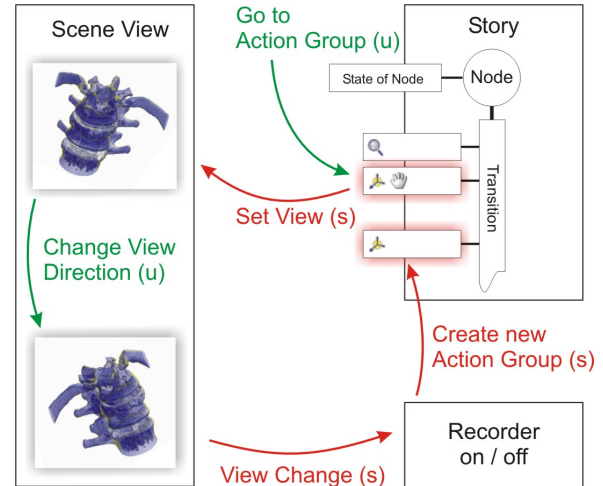 Scene View
Go to
Action Group (u)
Story
State of Node
Node
Transition
Set View (s)
Change View
Direction (u)
Create new
Action Group (s)
Recorder
on / off
View Change (s)